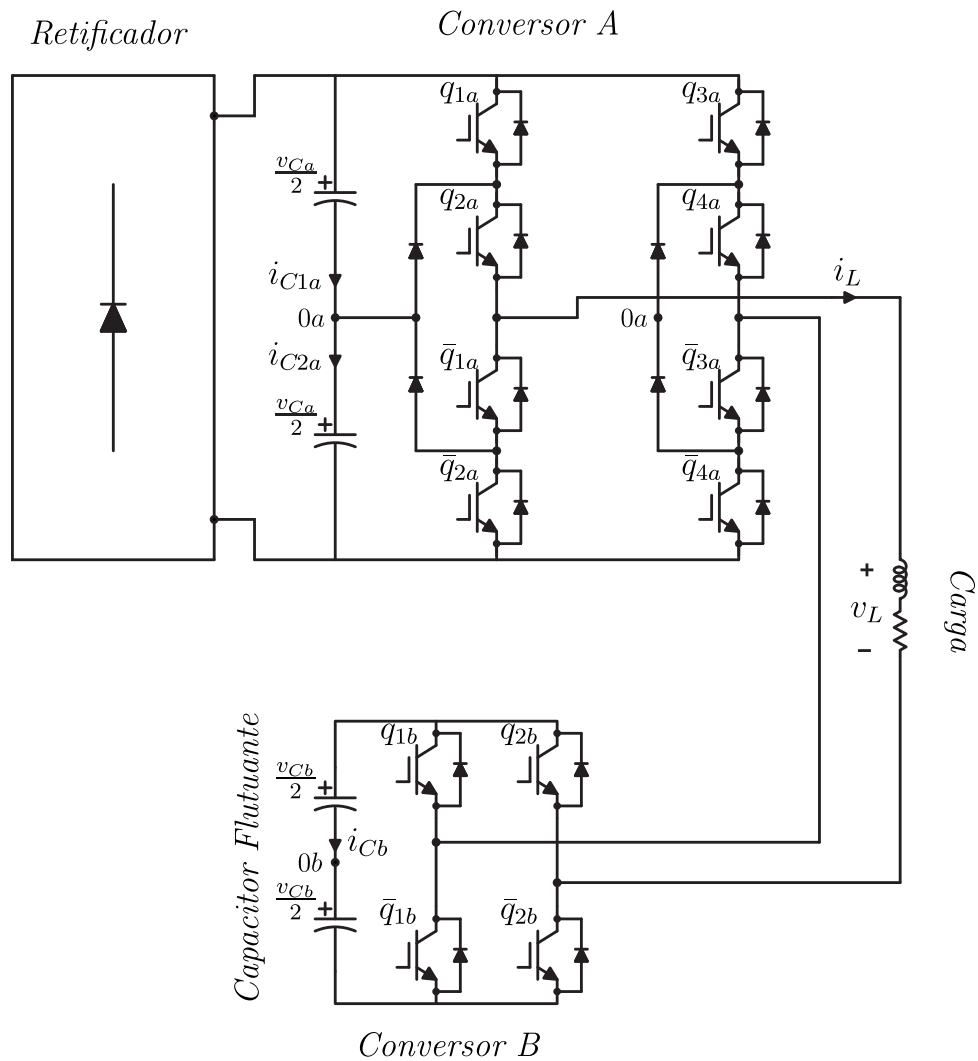 Retificador
Conversor A
q1a
q3a
vCa/2 +
q2a
q4a
iC1a
iL
0a
0a
iC2a
q̄1a
q̄3a
vCa/2 +
q̄2a
q̄4a
+
vL
−
Carga
Capacitor Flutuante
q1b
q2b
vCb/2 +
iCb
0b
vCb/2 +
q̄1b
q̄2b
Conversor B